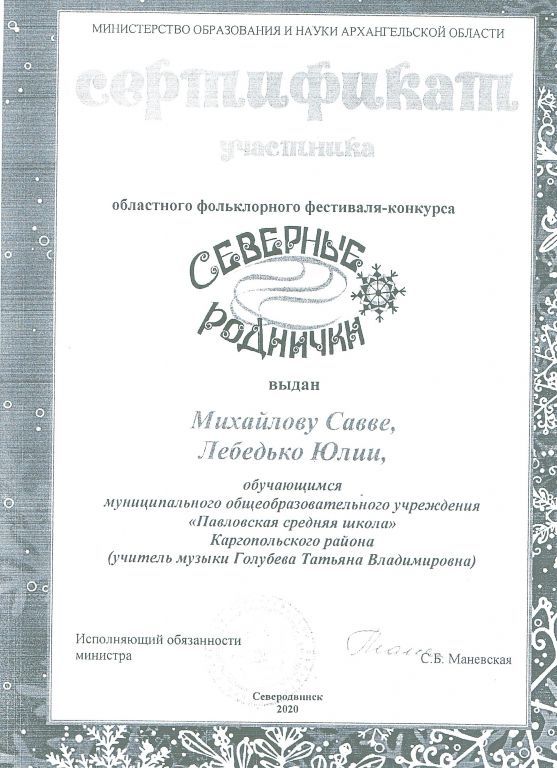 МИНИСТЕРСТВО ОБРАЗОВАНИЯ И НАУКИ АРХАНГЕЛЬСКОЙ ОБЛАСТИ
сертификат
участника
областного фольклорного фестиваля-конкурса
СЕВЕРНЫЕ
РОДНИЧКИ
выдан
Михайлову Савве,
Лебедько Юлии,
обучающимся
муниципального общеобразовательного учреждения
«Павловская средняя школа»
Каргопольского района
(учитель музыки Голубева Татьяна Владимировна)
Исполняющий обязанности
министра
С.Б. Маневская
Северодвинск
2020